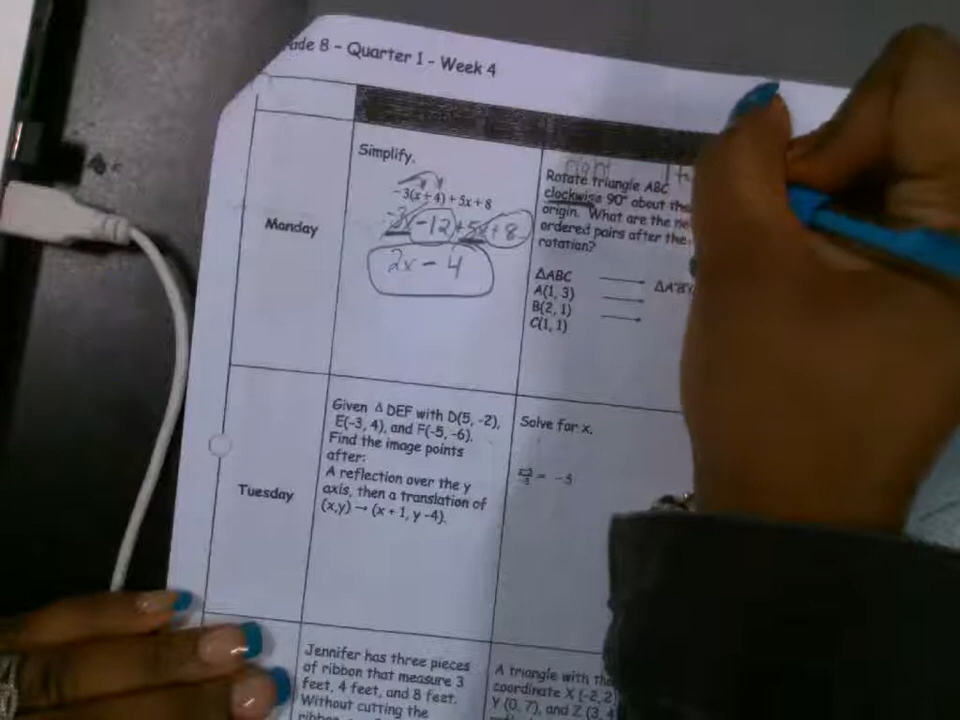 ade 8 - Quarter 1 - Week 4
Monday
Simplify.
-3(x+4) + 5x + 8
-3x -12 +5x +8
2x - 4
right
Rotate triangle ABC
clockwise 90° about the
origin. What are the
ordered pairs after the
rotation?
ΔABC
A(1, 3)
B(2, 1)
C(1, 1)
Tuesday
Given Δ DEF with D(5, -2),
E(-3, 4), and F(-5, -6).
Find the image points
after:
A reflection over the y
axis, then a translation of
(x,y) → (x + 1, y -4).
Solve for x.
= -5
Jennifer has three pieces
of ribbon that measure 3
feet, 4 feet, and 8 feet.
Without cutting the
A triangle with the
coordinate X (-2, 2
Y (0, 7), and Z (3, 4